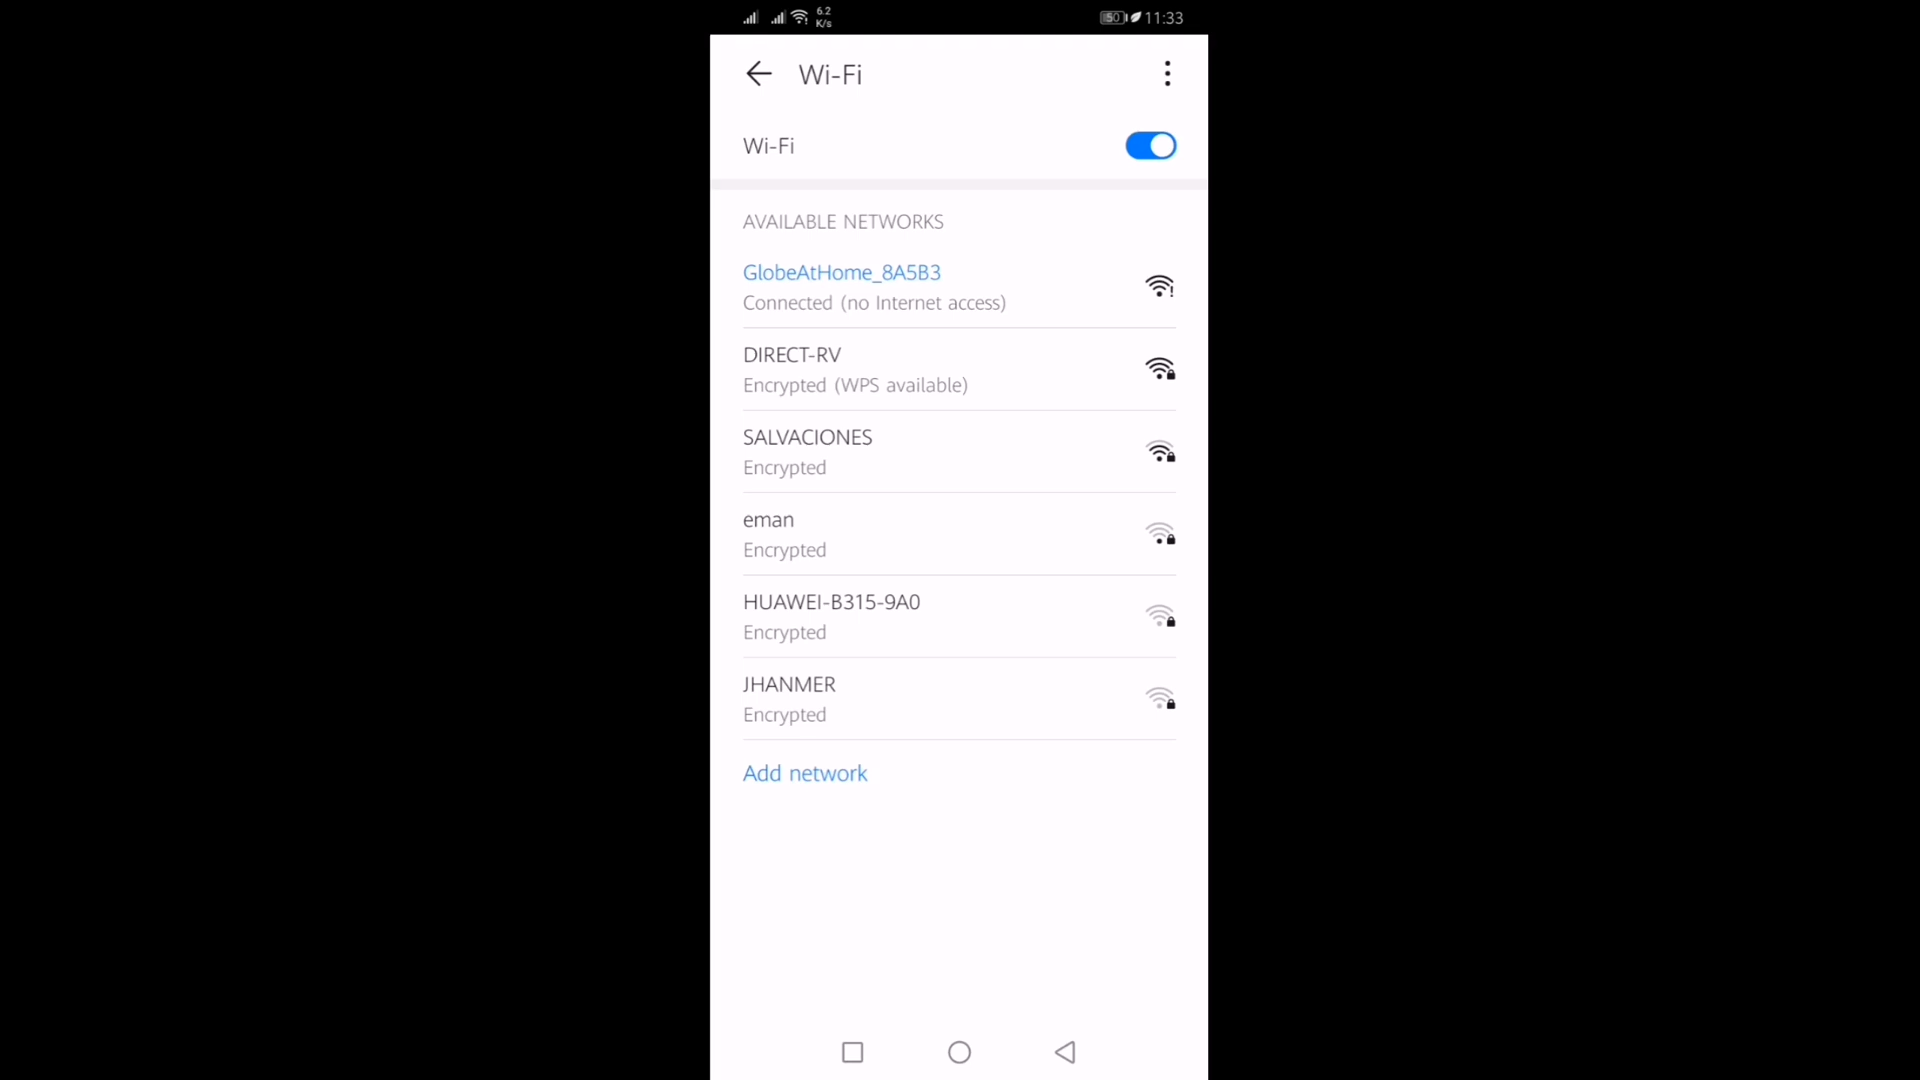 6.2
K/s
50
11:33
Wi-Fi
Wi-Fi
AVAILABLE NETWORKS
GlobeAtHome_8A5B3
Connected (no Internet access)
DIRECT-RV
Encrypted (WPS available)
SALVACIONES
Encrypted
eman
Encrypted
HUAWEI-B315-9A0
Encrypted
JHANMER
Encrypted
Add network